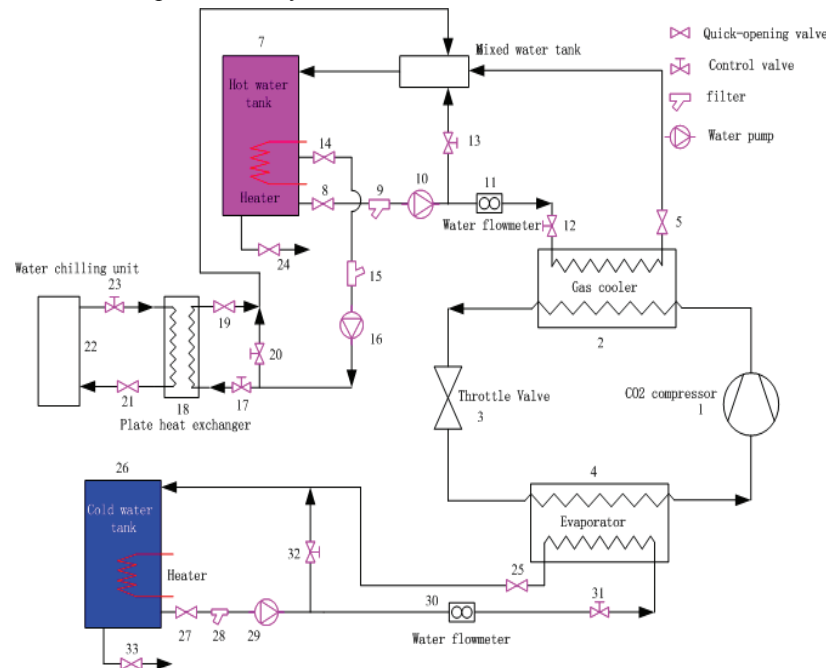 7
Mixed water tank
Quick-opening valve
Hot water
tank
Control valve
filter
Water pump
14
13
10
11
8
9
Heater
Water flowmeter
12
5
24
Water chilling unit
23
15
Gas cooler
19
16
2
22
20
21
18
17
Plate heat exchanger
Throttle Valve
3
CO2 compressor
1
26
4
Cold water
tank
Evaporator
32
Heater
25
30
31
27
28
29
Water flowmeter
33